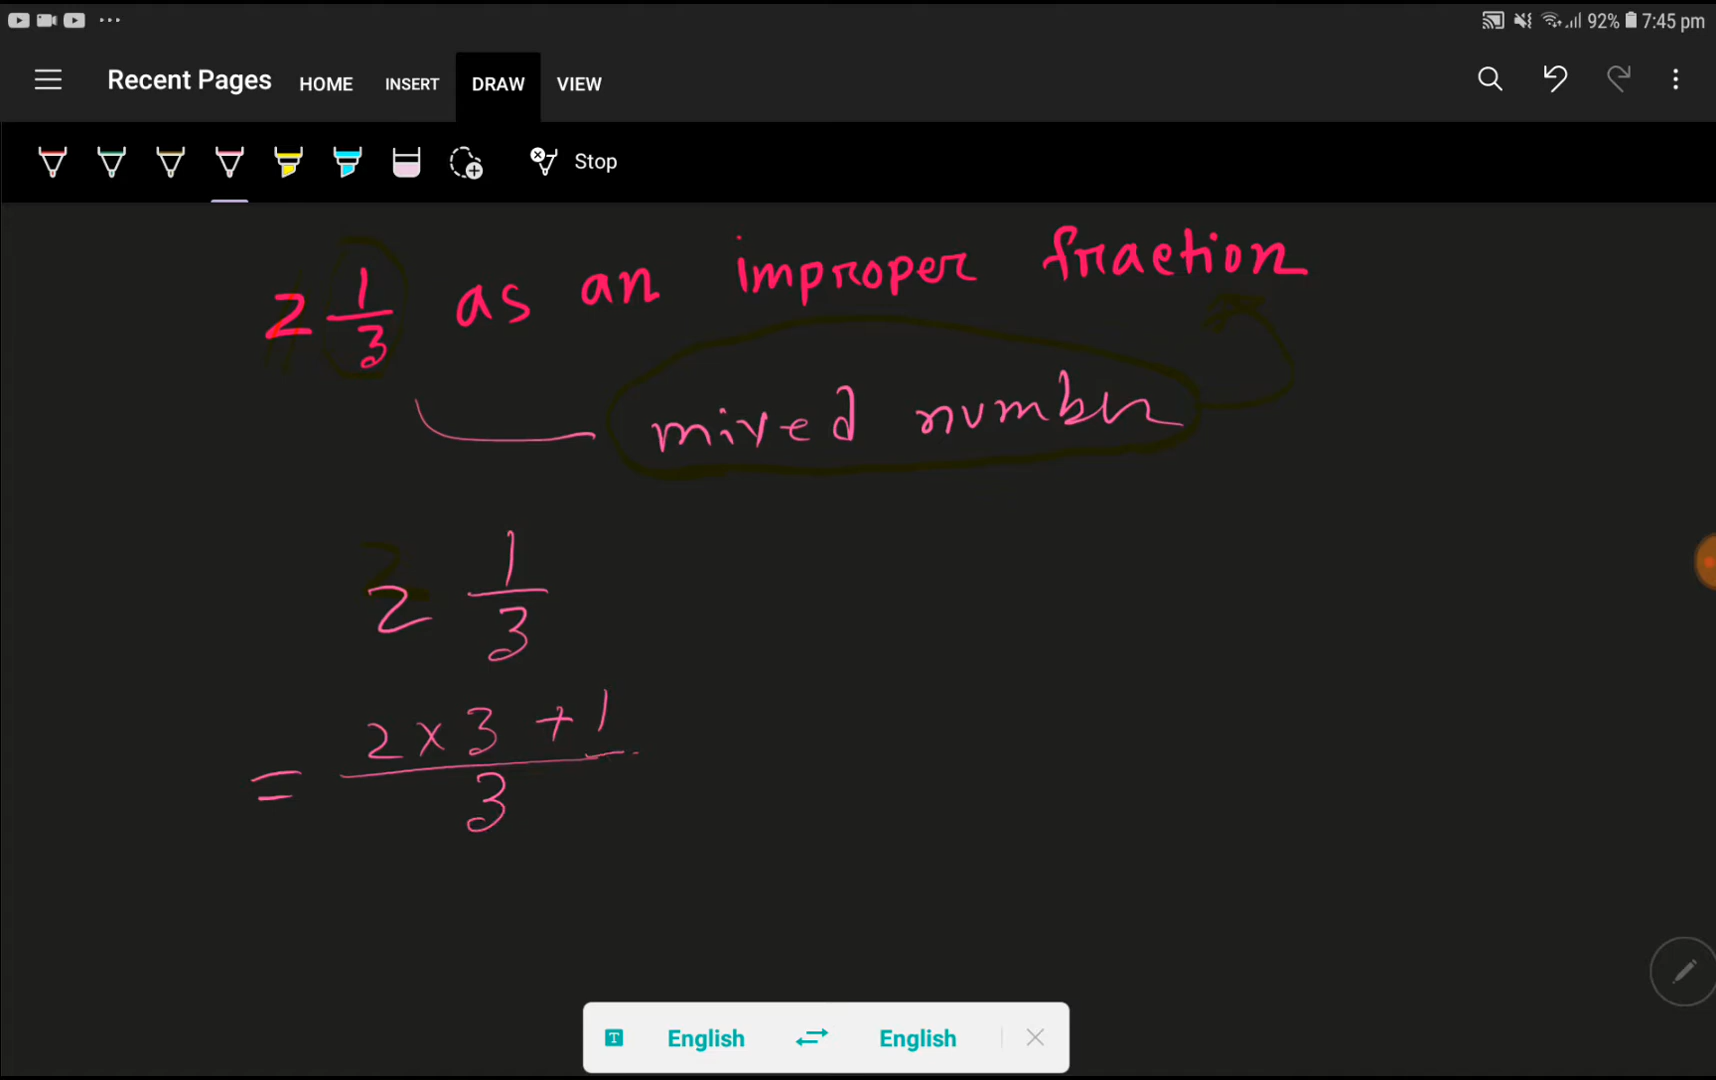 92% 7:45 pm
Recent Pages HOME INSERT DRAW VIEW
Stop
2 1/3 as an improper fraction
mixed number
2 1/3
= 2 × 3 + 1 / 3
T English English